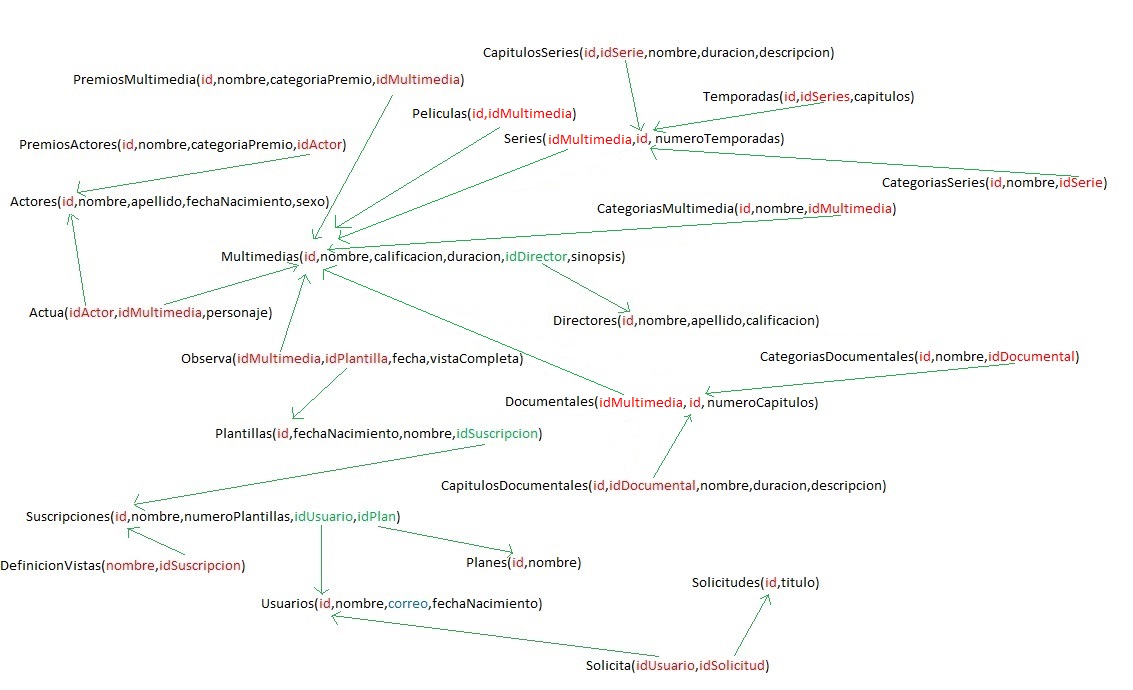 CapitulosSeries(id,idSerie,nombre,duracion,descripcion)
PremiosMultimedia(id,nombre,categoriaPremio,idMultimedia)
Temporadas(id,idSeries,capitulos)
Peliculas(id,idMultimedia)
Series(idMultimedia,id, numeroTemporadas)
PremiosActores(id,nombre,categoriaPremio,idActor)
CategoriasSeries(id,nombre,idSerie)
Actores(id,nombre,apellido,fechaNacimiento,sexo)
CategoriasMultimedia(id,nombre,idMultimedia)
Multimedias(id,nombre,calificacion,duracion,idDirector,sinopsis)
Actua(idActor,idMultimedia,personaje)
Directores(id,nombre,apellido,calificacion)
Observa(idMultimedia,idPlantilla,fecha,vistaCompleta)
CategoriasDocumentales(id,nombre,idDocumental)
Documentales(idMultimedia, id, numeroCapitulos)
Plantillas(id,fechaNacimiento,nombre,idSuscripcion)
CapitulosDocumentales(id,idDocumental,nombre,duracion,descripcion)
Suscripciones(id,nombre,numeroPlantillas,idUsuario,idPlan)
DefinicionVistas(nombre,idSuscripcion)
Planes(id,nombre)
Solicitudes(id,titulo)
Usuarios(id,nombre,correo,fechaNacimiento)
Solicita(idUsuario,idSolicitud)